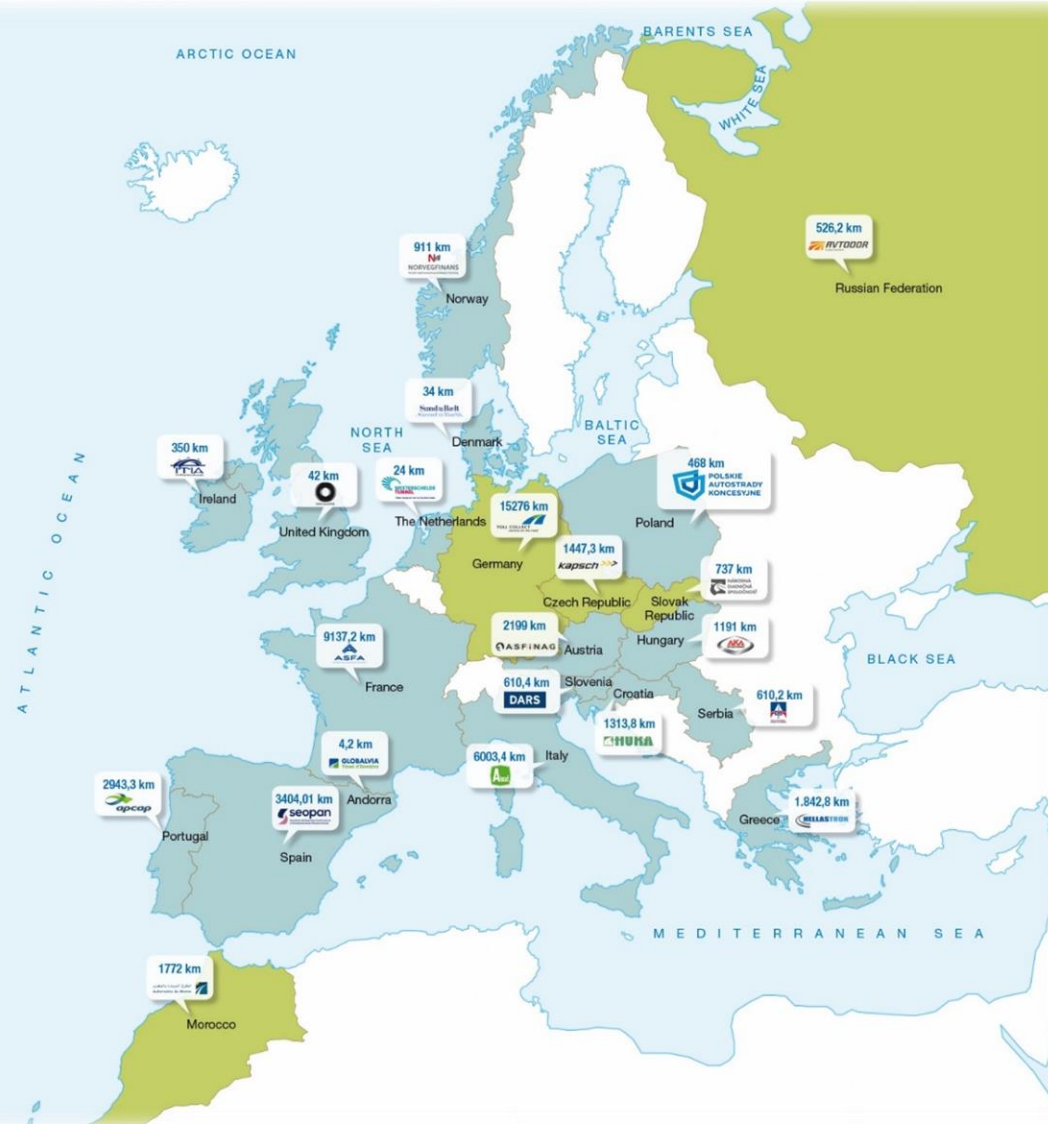 ARCTIC OCEAN
BARENTS SEA
WHITE SEA
526,2 km
AVTODOR
Russian Federation
911 km
NORVEGFINANS
Norway
34 km
Sund&Bælt
Denmark
NORTH
SEA
BALTIC
SEA
350 km
ITIA
Ireland
42 km
United Kingdom
24 km
WESTERSCHELDE
TUNNEL
The Netherlands
15276 km
TOLL COLLECT
Germany
468 km
POLSKIE
AUTOSTRADY
KONCESYJNE
Poland
1447,3 km
kapsch >>>
Czech Republic
737 km
NÁRODNÁ
DIAĽNIČNÁ
SPOLOČNOSŤ
Slovak
Republic
ATLANTIC OCEAN
2199 km
ASFiNAG
Austria
Hungary
1191 km
AKA
9137,2 km
ASFA
France
BLACK SEA
610,4 km
DARS
Slovenia
Croatia
1313,8 km
HUKA
Serbia
610,2 km
4,2 km
GLOBALVIA
Andorra
6003,4 km
Italy
2943,3 km
apcap
Portugal
3404,01 km
seopan
Spain
Greece
1.842,8 km
HELLASTRON
MEDITERRANEAN SEA
1772 km
Morocco